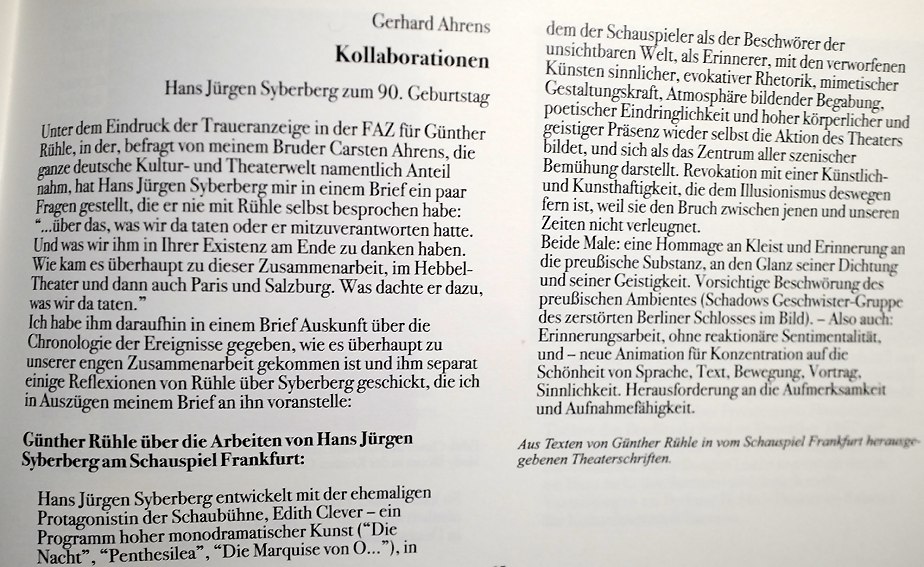 Gerhard Ahrens
Kollaborationen
Hans Jürgen Syberberg zum 90. Geburtstag
Unter dem Eindruck der Traueranzeige in der FAZ für Günther
Rühle, in der, befragt von meinem Bruder Carsten Ahrens, die
ganze deutsche Kultur- und Theaterwelt namentlich Anteil
nahm, hat Hans Jürgen Syberberg mir in einem Brief ein paar
Fragen gestellt, die er nie mit Rühle selbst besprochen habe:
“...über das, was wir da taten oder er mitzuverantworten hatte.
Und was wir ihm in Ihrer Existenz am Ende zu danken haben.
Wie kam es überhaupt zu dieser Zusammenarbeit, im Hebbel-
Theater und dann auch Paris und Salzburg. Was dachte er dazu,
was wir da taten.”
Ich habe ihm daraufhin in einem Brief Auskunft über die
Chronologie der Ereignisse gegeben, wie es überhaupt zu
unserer engen Zusammenarbeit gekommen ist und ihm separat
einige Reflexionen von Rühle über Syberberg geschickt, die ich
in Auszügen meinem Brief an ihn voranstelle:
Günther Rühle über die Arbeiten von Hans Jürgen
Syberberg am Schauspiel Frankfurt:
Hans Jürgen Syberberg entwickelt mit der ehemaligen
Protagonistin der Schaubühne, Edith Clever – ein
Programm hoher monodramatischer Kunst (“Die
Nacht”, “Penthesilea”, “Die Marquise von O...”), in
dem der Schauspieler als der Beschwörer der
unsichtbaren Welt, als Erinnerer, mit den verworfenen
Künsten sinnlicher, evokativer Rhetorik, mimetischer
Gestaltungskraft, Atmosphäre bildender Begabung,
poetischer Eindringlichkeit und hoher körperlicher und
geistiger Präsenz wieder selbst die Aktion des Theaters
bildet, und sich als das Zentrum aller szenischer
Bemühung darstellt. Revokation mit einer Künstlich-
und Kunsthaftigkeit, die dem Illusionismus deswegen
fern ist, weil sie den Bruch zwischen jenen und unseren
Zeiten nicht verleugnet.
Beide Male: eine Hommage an Kleist und Erinnerung an
die preußische Substanz, an den Glanz seiner Dichtung
und seiner Geistigkeit. Vorsichtige Beschwörung des
preußischen Ambientes (Schadows Geschwister-Gruppe
des zerstörten Berliner Schlosses im Bild). – Also auch:
Erinnerungsarbeit, ohne reaktionäre Sentimentalität,
und – neue Animation für Konzentration auf die
Schönheit von Sprache, Text, Bewegung, Vortrag,
Sinnlichkeit. Herausforderung an die Aufmerksamkeit
und Aufnahmefähigkeit.
Aus Texten von Günther Rühle in vom Schauspiel Frankfurt herausge-
gebenen Theaterschriften.